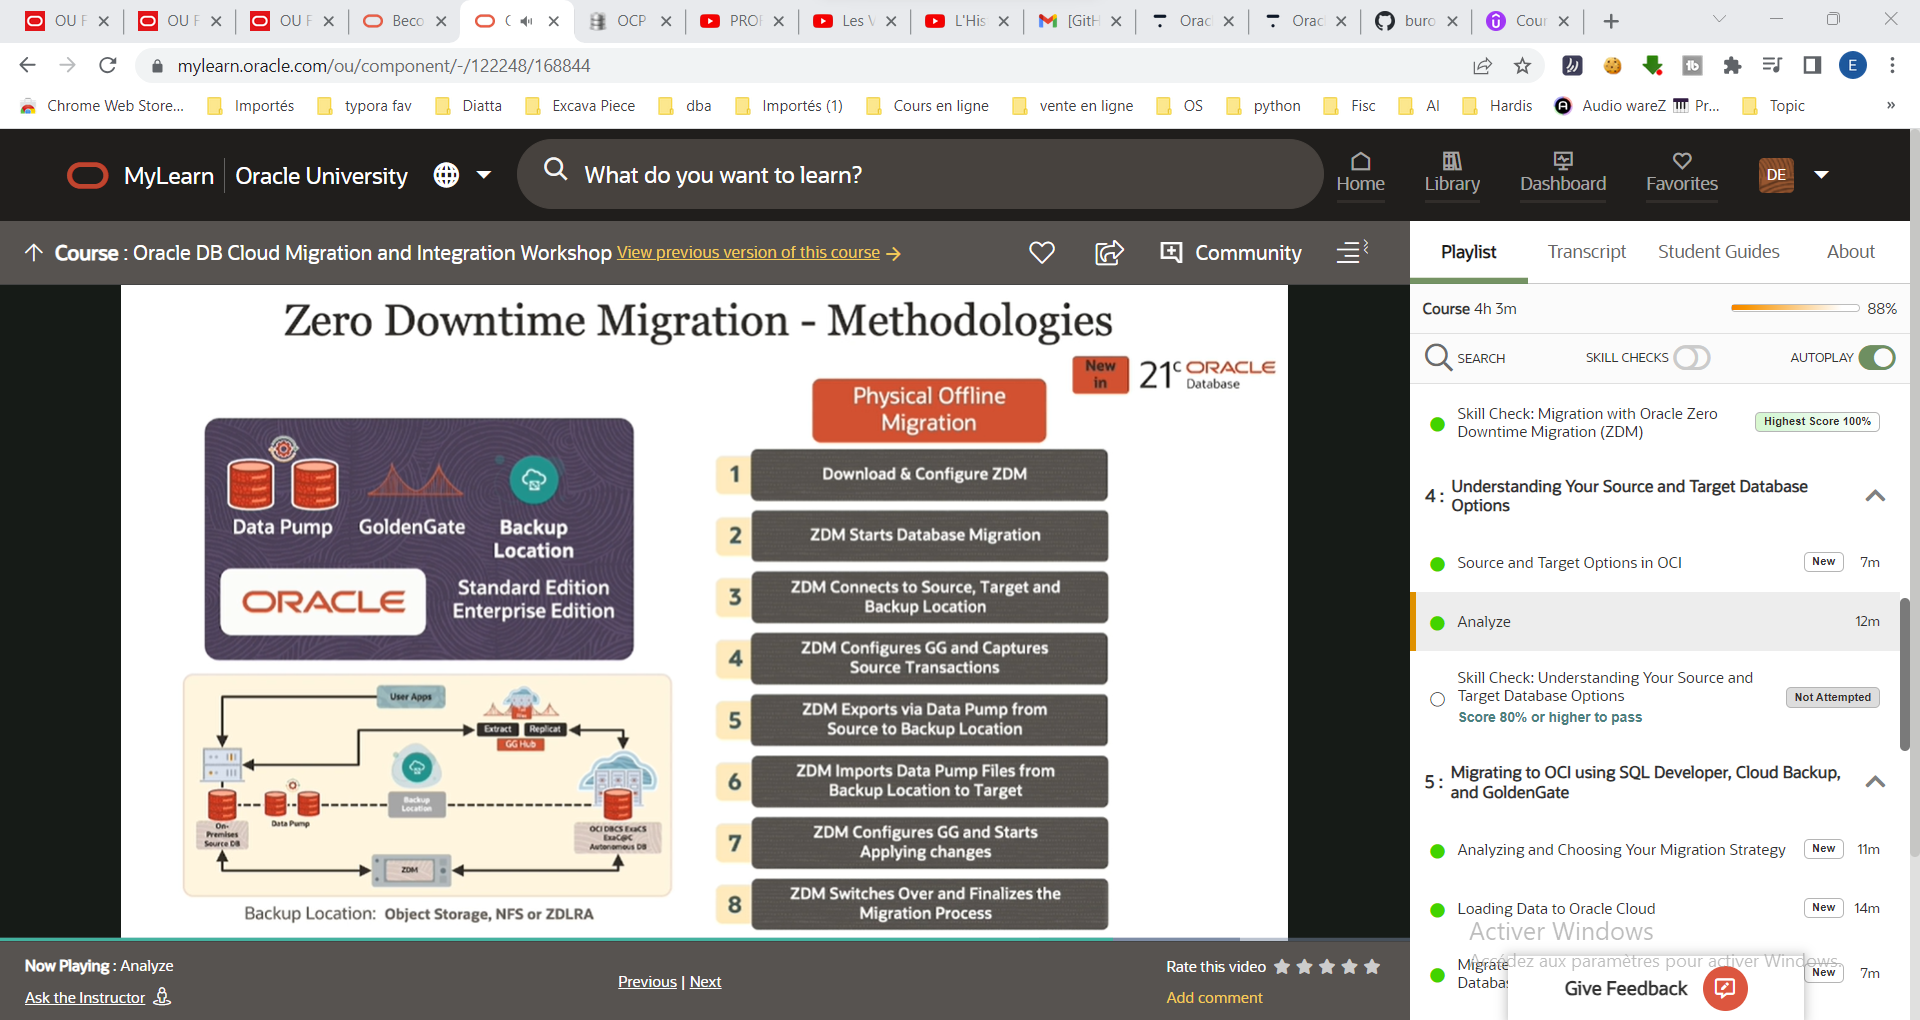 OU F
OU F
OU F
Beco
OCP
PROF
Les V
L'His
[GitH
Orac
Orac
buro
Cour
mylearn.oracle.com/ou/component/-/122248/168844
E
Chrome Web Store...
Importés
typora fav
Diatta
Excava Piece
dba
Importés (1)
Cours en ligne
vente en ligne
OS
python
Fisc
AI
Hardis
Audio wareZ
Pr...
Topic
»
MyLearn
Oracle University
What do you want to learn?
Home
Library
Dashboard
Favorites
DE
Course : Oracle DB Cloud Migration and Integration Workshop View previous version of this course
Community
Playlist
Transcript
Student Guides
About
Course 4h 3m
88%
SEARCH
SKILL CHECKS
AUTOPLAY
Zero Downtime Migration - Methodologies
New in
21c ORACLE
Database
Data Pump
GoldenGate
Backup
Location
ORACLE
Standard Edition
Enterprise Edition
User Apps
Extract
Replicat
GG Hub
Backup
Location
Data Pump
On-
Premises
Source DB
OCI DBCS ExaCS
ExaC@C
Autonomous DB
ZDM
Backup Location: Object Storage, NFS or ZDLRA
Physical Offline
Migration
1
Download & Configure ZDM
2
ZDM Starts Database Migration
3
ZDM Connects to Source, Target and
Backup Location
4
ZDM Configures GG and Captures
Source Transactions
5
ZDM Exports via Data Pump from
Source to Backup Location
6
ZDM Imports Data Pump Files from
Backup Location to Target
7
ZDM Configures GG and Starts
Applying changes
8
ZDM Switches Over and Finalizes the
Migration Process
Skill Check: Migration with Oracle Zero
Downtime Migration (ZDM)
Highest Score 100%
4 : Understanding Your Source and Target Database
Options
Source and Target Options in OCI
New
7m
Analyze
12m
Skill Check: Understanding Your Source and
Target Database Options
Score 80% or higher to pass
Not Attempted
5 : Migrating to OCI using SQL Developer, Cloud Backup,
and GoldenGate
Analyzing and Choosing Your Migration Strategy
New
11m
Loading Data to Oracle Cloud
New
14m
Activer Windows
Accédez aux paramètres pour activer Windows.
Migrate
Databa
New
7m
Give Feedback
Now Playing : Analyze
Ask the Instructor
Previous | Next
Rate this video
Add comment